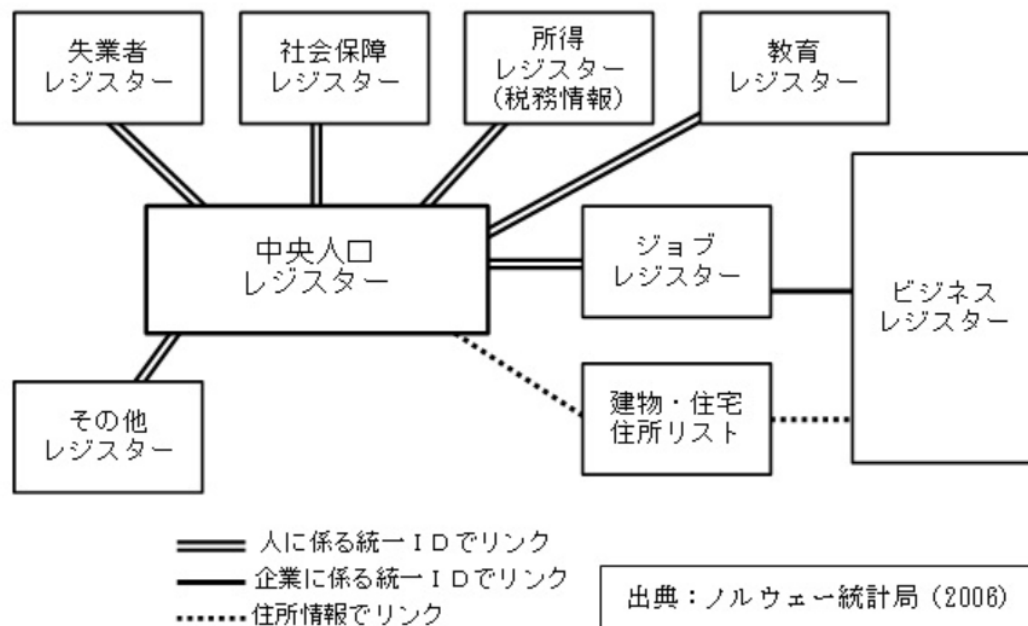 失業者
レジスター
社会保障
レジスター
所得
レジスター
（税務情報）
教育
レジスター
中央人口
レジスター
ジョブ
レジスター
ビジネス
レジスター
その他
レジスター
建物・住宅
住所リスト
人に係る統一ＩＤでリンク
企業に係る統一ＩＤでリンク
住所情報でリンク
出典：ノルウェー統計局（2006）